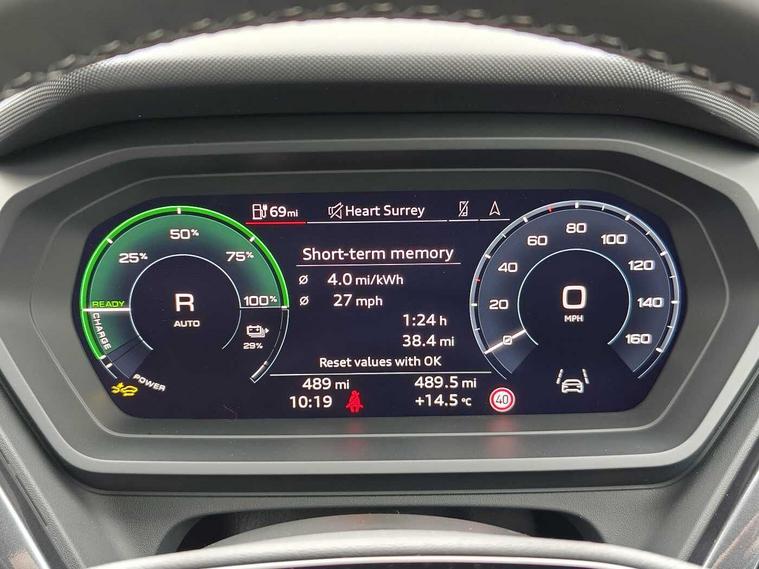 69mi
Heart Surrey
25%
50%
75%
100%
READY
CHARGE
POWER
R
AUTO
29%
Short-term memory
Ø 4.0 mi/kWh
Ø 27 mph
1:24 h
38.4 mi
Reset values with OK
489 mi
489.5 mi
10:19
+14.5 °C
40
0
20
40
60
80
100
120
140
160
0
MPH